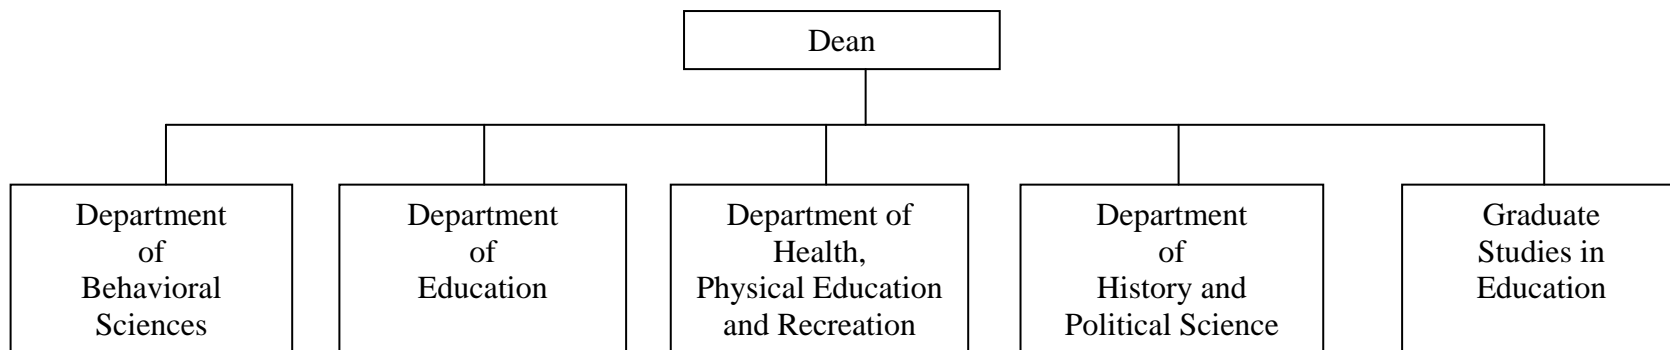 Dean
Department
of
Behavioral
Sciences
Department
of
Education
Department of
Health,
Physical Education
and Recreation
Department
of
History and
Political Science
Graduate
Studies in
Education